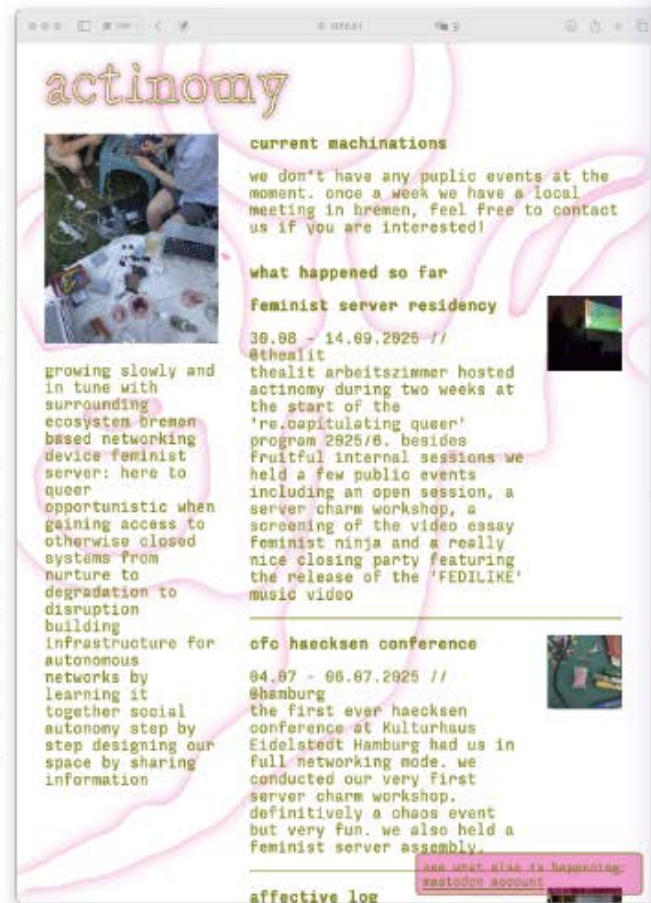 actinomy
growing slowly and
in tune with
surrounding
ecosystem bremen
based networking
device feminist
server: here to
queer
opportunistic when
gaining access to
otherwise closed
systems from
nurture to
degradation to
disruption
building
infrastructure for
autonomous
networks by
learning it
together social
autonomy step by
step designing our
space by sharing
information
current machinations
we don't have any puplic events at the
moment. once a week we have a local
meeting in bremen, feel free to contact
us if you are interested!
what happened so far
feminist server residency
30.08 - 14.09.2025 //
@thealit
thealit arbeitszimmer hosted
actinomy during two weeks at
the start of the
're.capitulating queer'
program 2025/6. besides
fruitful internal sessions we
held a few public events
including an open session, a
server charm workshop, a
screening of the video essay
feminist ninja and a really
nice closing party featuring
the release of the 'FEDILIKE'
music video
cfc haecksen conference
04.07 - 06.07.2025 //
@hamburg
the first ever haecksen
conference at Kulturhaus
Eidelstedt Hamburg had us in
full networking mode. we
conducted our very first
server charm workshop.
definitively a chaos event
but very fun. we also held a
feminist server assembly.
see what else is happening:
mastodon account
affective log